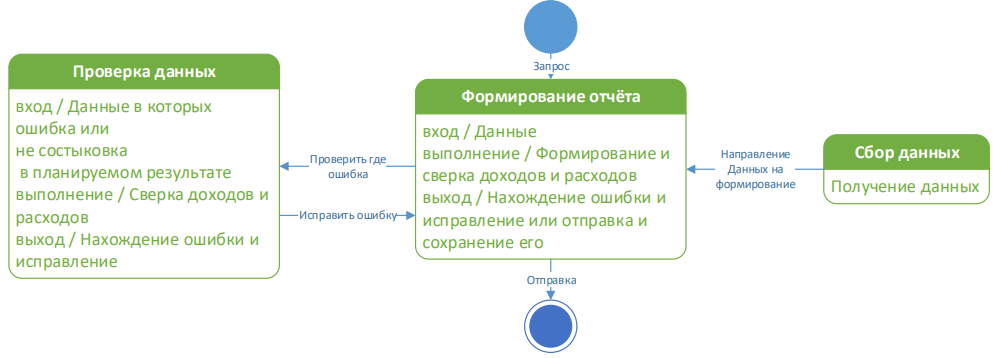 Запрос
Проверка данных
вход / Данные в которых
ошибка или
не состыковка
в планируемом результате
выполнение / Сверка доходов и
расходов
выход / Нахождение ошибки и
исправление
Проверить где
ошибка
Исправить ошибку
Формирование отчёта
вход / Данные
выполнение / Формирование и
сверка доходов и расходов
выход / Нахождение ошибки и
исправление или отправка и
сохранение его
Направление
Данных на
формирование
Сбор данных
Получение данных
Отправка